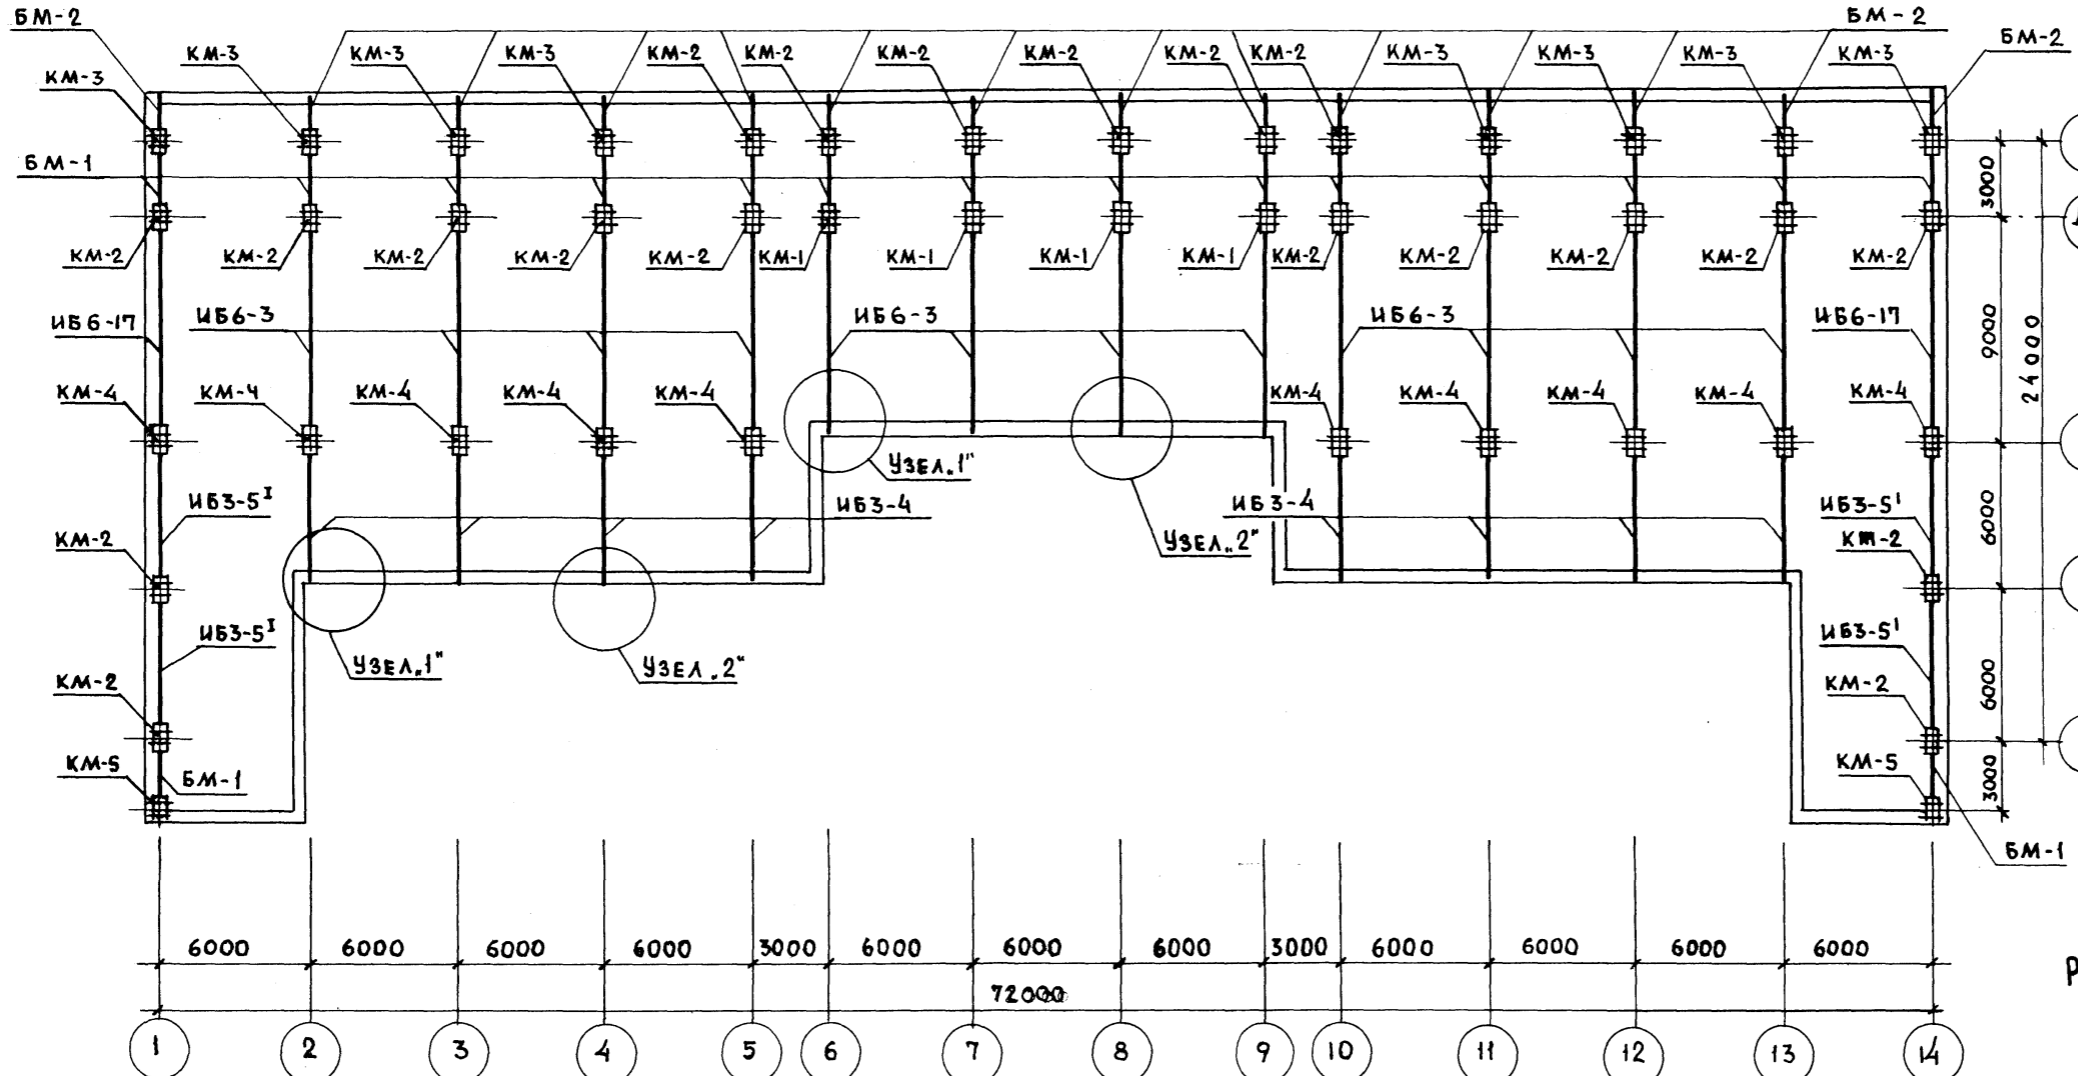 БМ-2 БМ-2 БМ-2
КМ-3 КМ-3 КМ-3 КМ-3 КМ-2 КМ-2 КМ-2 КМ-2 КМ-2 КМ-2 КМ-3 КМ-3 КМ-3 КМ-3
БМ-1
3000
КМ-2 КМ-2 КМ-2 КМ-2 КМ-2 КМ-1 КМ-1 КМ-1 КМ-1 КМ-2 КМ-2 КМ-2 КМ-2 КМ-2
ИБ6-17 ИБ6-3 ИБ6-3 ИБ6-3 ИБ6-17
9000
24000
КМ-4 КМ-4 КМ-4 КМ-4 КМ-4 КМ-4 КМ-4 КМ-4 КМ-4 КМ-4
УЗЕЛ „1"
ИБ3-5ᴵ ИБ3-4 ИБ3-4 ИБ3-5ᴵ
6000
КМ-2 УЗЕЛ „2" КМ-2
ИБ3-5ᴵ ИБ3-5ᴵ
УЗЕЛ „1" УЗЕЛ „2"
6000
КМ-2 КМ-2
КМ-5 БМ-1 КМ-5
3000
БМ-1
6000 6000 6000 6000 3000 6000 6000 6000 3000 6000 6000 6000 6000
72000
1 2 3 4 5 6 7 8 9 10 11 12 13 14